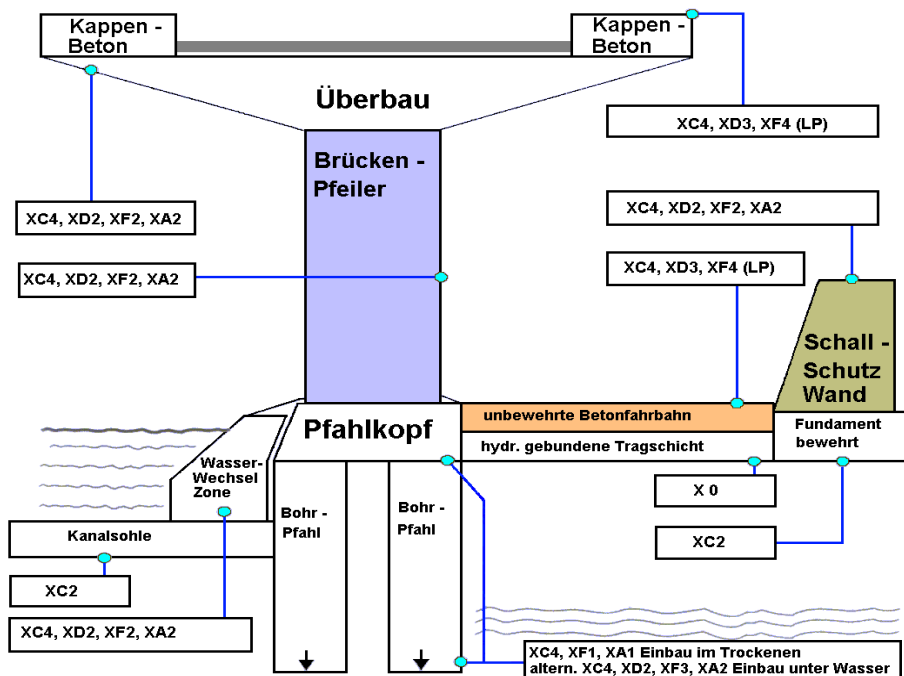 Kappen -
Beton
Kappen -
Beton
Überbau
XC4, XD3, XF4 (LP)
Brücken -
Pfeiler
XC4, XD2, XF2, XA2
XC4, XD2, XF2, XA2
XC4, XD2, XF2, XA2
XC4, XD3, XF4 (LP)
Schall -
Schutz
Wand
Pfahlkopf
unbewehrte Betonfahrbahn
hydr. gebundene Tragschicht
Fundament
bewehrt
Wasser-
Wechsel
Zone
X 0
Bohr -
Pfahl
Bohr -
Pfahl
Kanalsohle
XC2
XC2
XC4, XD2, XF2, XA2
XC4, XF1, XA1 Einbau im Trockenen
altern. XC4, XD2, XF3, XA2 Einbau unter Wasser